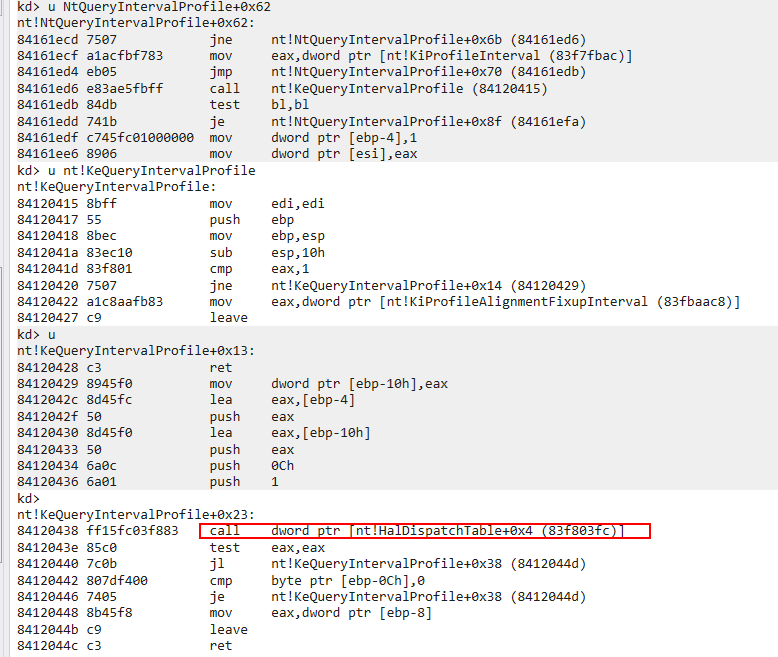 kd> u NtQueryIntervalProfile+0x62
nt!NtQueryIntervalProfile+0x62:
84161ecd 7507            jne     nt!NtQueryIntervalProfile+0x6b (84161ed6)
84161ecf a1acfbf783      mov     eax,dword ptr [nt!KiProfileInterval (83f7fbac)]
84161ed4 eb05            jmp     nt!NtQueryIntervalProfile+0x70 (84161edb)
84161ed6 e83ae5fbff      call    nt!KeQueryIntervalProfile (84120415)
84161edb 84db            test    bl,bl
84161edd 741b            je      nt!NtQueryIntervalProfile+0x8f (84161efa)
84161edf c745fc01000000  mov     dword ptr [ebp-4],1
84161ee6 8906            mov     dword ptr [esi],eax
kd> u nt!KeQueryIntervalProfile
nt!KeQueryIntervalProfile:
84120415 8bff            mov     edi,edi
84120417 55              push    ebp
84120418 8bec            mov     ebp,esp
8412041a 83ec10          sub     esp,10h
8412041d 83f801          cmp     eax,1
84120420 7507            jne     nt!KeQueryIntervalProfile+0x14 (84120429)
84120422 a1c8aafb83      mov     eax,dword ptr [nt!KiProfileAlignmentFixupInterval (83fbaac8)]
84120427 c9              leave
kd> u
nt!KeQueryIntervalProfile+0x13:
84120428 c3              ret
84120429 8945f0          mov     dword ptr [ebp-10h],eax
8412042c 8d45fc          lea     eax,[ebp-4]
8412042f 50              push    eax
84120430 8d45f0          lea     eax,[ebp-10h]
84120433 50              push    eax
84120434 6a0c            push    0Ch
84120436 6a01            push    1
kd>
nt!KeQueryIntervalProfile+0x23:
84120438 ff15fc03f883    call    dword ptr [nt!HalDispatchTable+0x4 (83f803fc)]
8412043e 85c0            test    eax,eax
84120440 7c0b            jl      nt!KeQueryIntervalProfile+0x38 (8412044d)
84120442 807df400        cmp     byte ptr [ebp-0Ch],0
84120446 7405            je      nt!KeQueryIntervalProfile+0x38 (8412044d)
84120448 8b45f8          mov     eax,dword ptr [ebp-8]
8412044b c9              leave
8412044c c3              ret